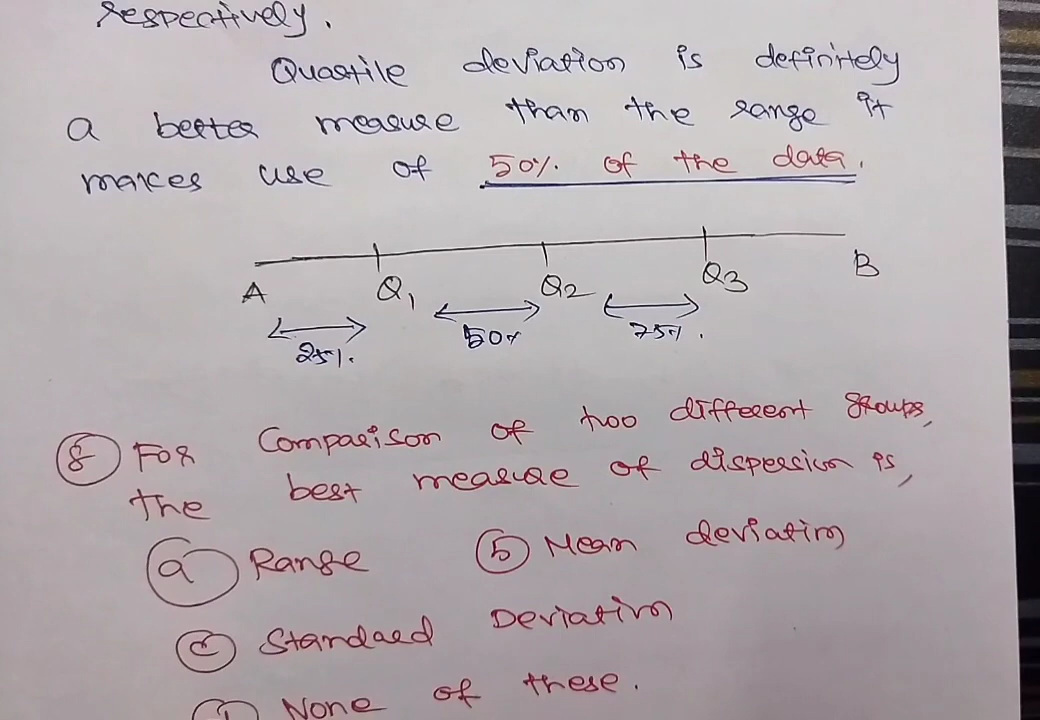 respectively.
Quartile deviation is definitely
a better measure than the range it
makes use of 50% of the data.
A Q1 Q2 Q3 B
25%. 50% 75%.
8 For Comparison of two different groups,
the best measure of dispersion is,
a Range b Mean deviation
c Standard Deviation
d None of these.